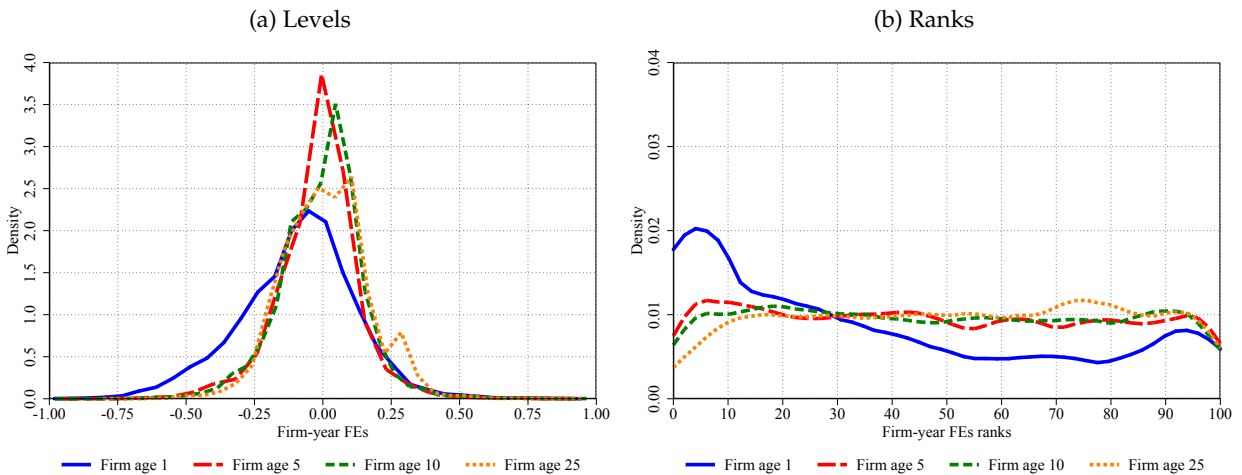 (a) Levels
4.0
3.5
3.0
2.5
2.0
1.5
1.0
0.5
0.0
Density
-1.00 -0.75 -0.50 -0.25 0.00 0.25 0.50 0.75 1.00
Firm-year FEs
Firm age 1 Firm age 5 Firm age 10 Firm age 25
(b) Ranks
0.04
0.03
0.02
0.01
0.00
Density
0 10 20 30 40 50 60 70 80 90 100
Firm-year FEs ranks
Firm age 1 Firm age 5 Firm age 10 Firm age 25